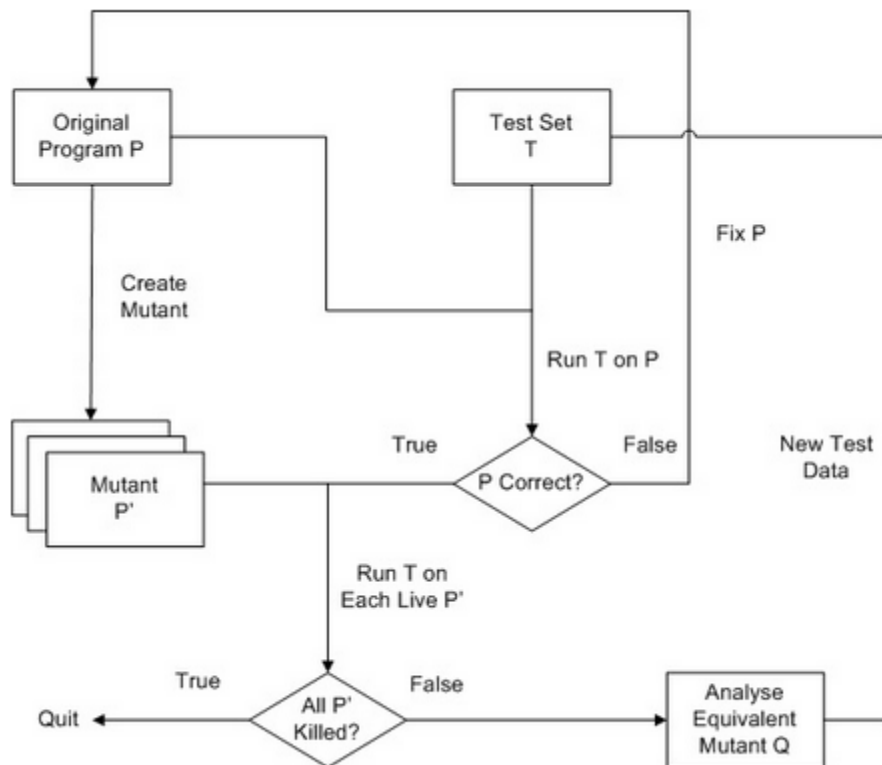 Original
Program P
Test Set
T
Fix P
Create
Mutant
Run T on P
True
False
New Test
Data
Mutant
P'
P Correct?
Run T on
Each Live P'
True
False
Quit
All P'
Killed?
Analyse
Equivalent
Mutant Q